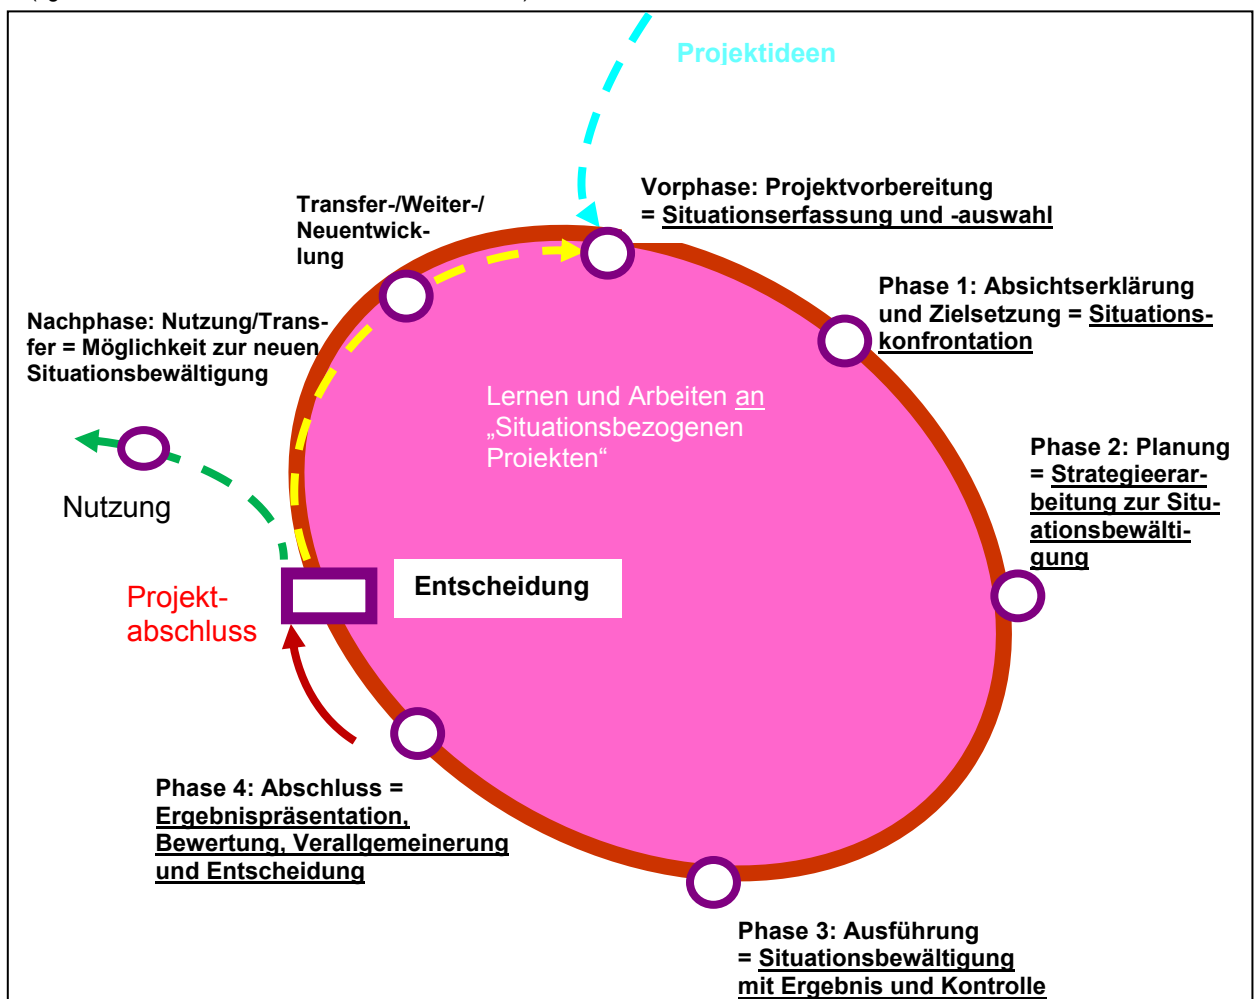 Projektideen
Vorphase: Projektvorbereitung
= Situationserfassung und -auswahl
Transfer-/Weiter-/
Neuentwick-
lung
Phase 1: Absichtserklärung
und Zielsetzung = Situations-
konfrontation
Nachphase: Nutzung/Trans-
fer = Möglichkeit zur neuen
Situationsbewältigung
Lernen und Arbeiten an
„Situationsbezogenen
Projekten“
Phase 2: Planung
= Strategieerar-
beitung zur Situ-
ationsbewälti-
gung
Nutzung
Entscheidung
Projekt-
abschluss
Phase 4: Abschluss =
Ergebnispräsentation,
Bewertung, Verallgemeinerung
und Entscheidung
Phase 3: Ausführung
= Situationsbewältigung
mit Ergebnis und Kontrolle